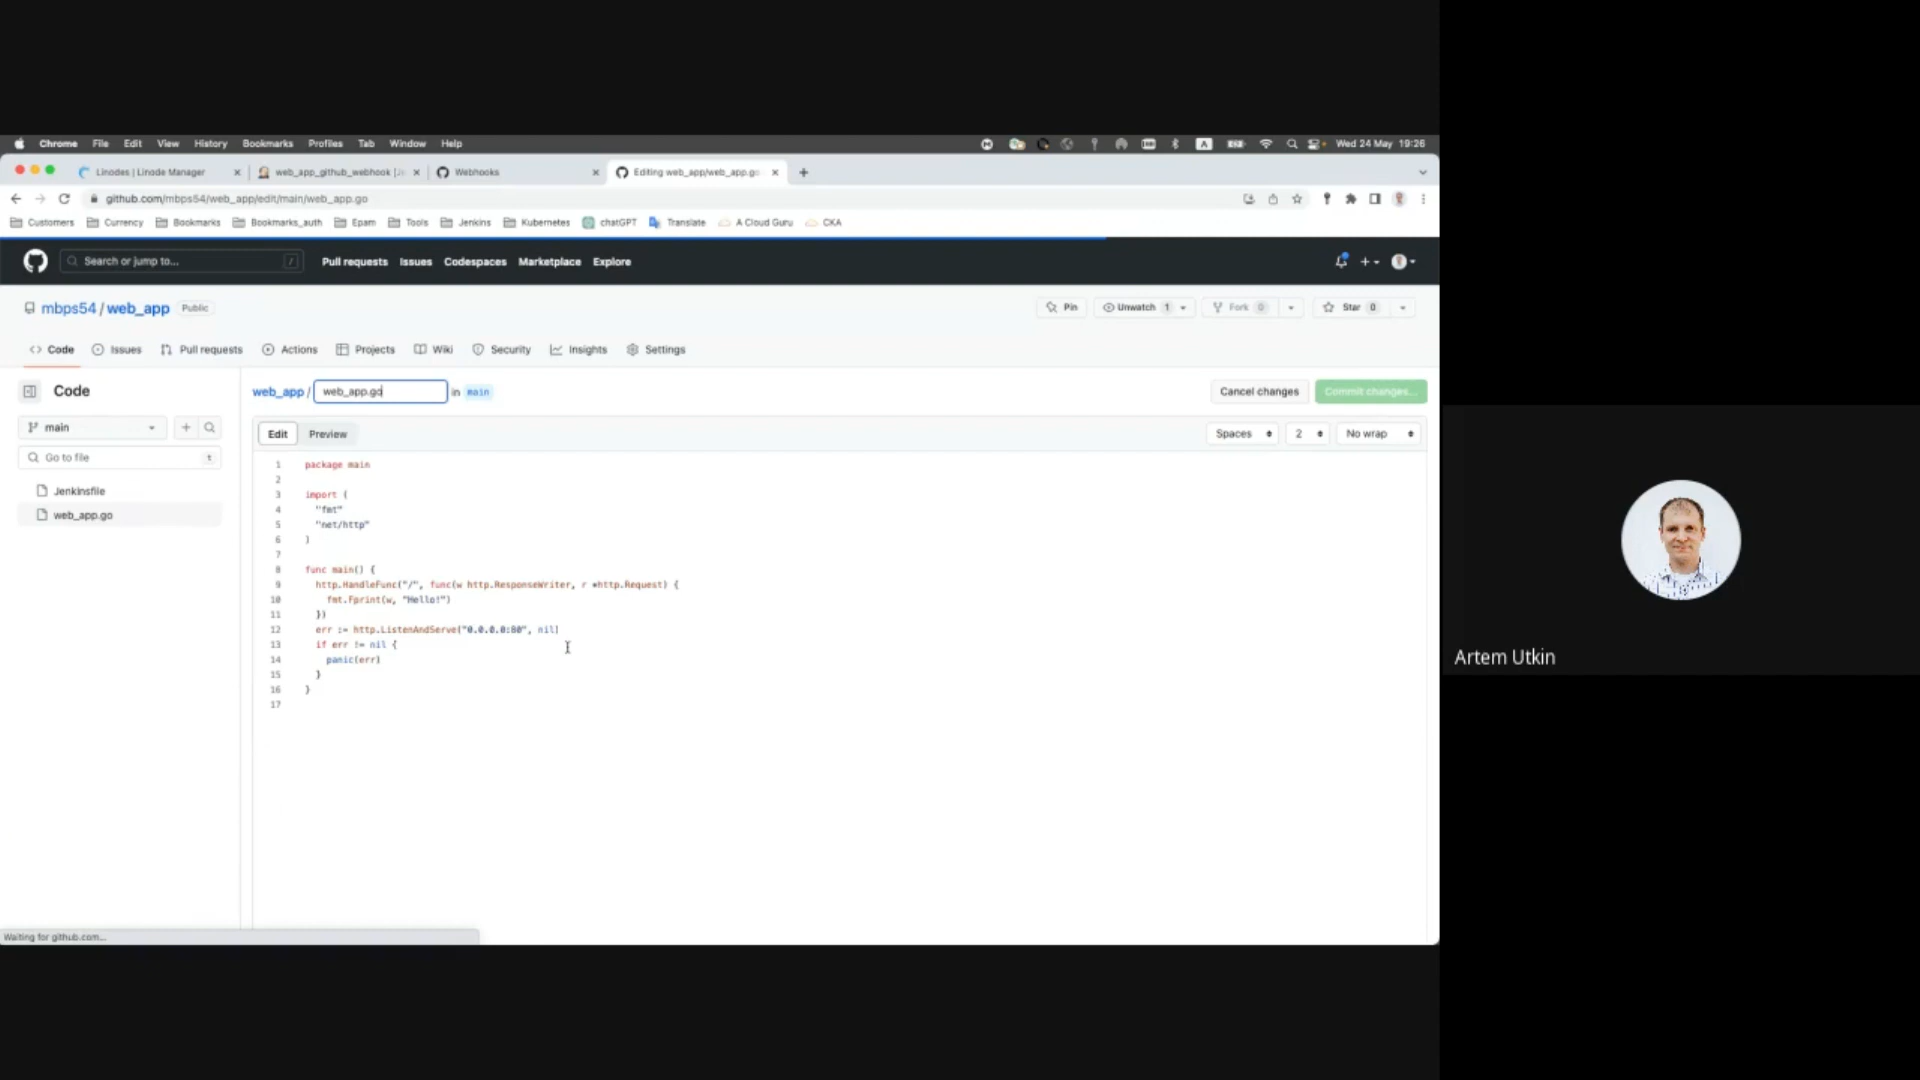 Chrome File Edit View History Bookmarks Profiles Tab Window Help
Wed 24 May 19:26
Linodes | Linode Manager
web_app_github_webhook [Je
Webhooks
Editing web_app/web_app.go
github.com/mbps54/web_app/edit/main/web_app.go
Customers Currency Bookmarks Bookmarks_auth Epam Tools Jenkins Kubernetes chatGPT Translate A Cloud Guru CKA
Search or jump to... /
Pull requests Issues Codespaces Marketplace Explore
mbps54 / web_app Public
Pin Unwatch 1 Fork 0 Star 0
Code Issues Pull requests Actions Projects Wiki Security Insights Settings
Code
web_app / web_app.go in main
Cancel changes Commit changes...
main
Edit Preview
Spaces 2 No wrap
Go to file t
Jenkinsfile
web_app.go
1 package main
2
3 import (
4 "fmt"
5 "net/http"
6 )
7
8 func main() {
9 http.HandleFunc("/", func(w http.ResponseWriter, r *http.Request) {
10 fmt.Fprint(w, "Hello!")
11 })
12 err := http.ListenAndServe("0.0.0.0:80", nil)
13 if err != nil {
14 panic(err)
15 }
16 }
17
Waiting for github.com...
Artem Utkin